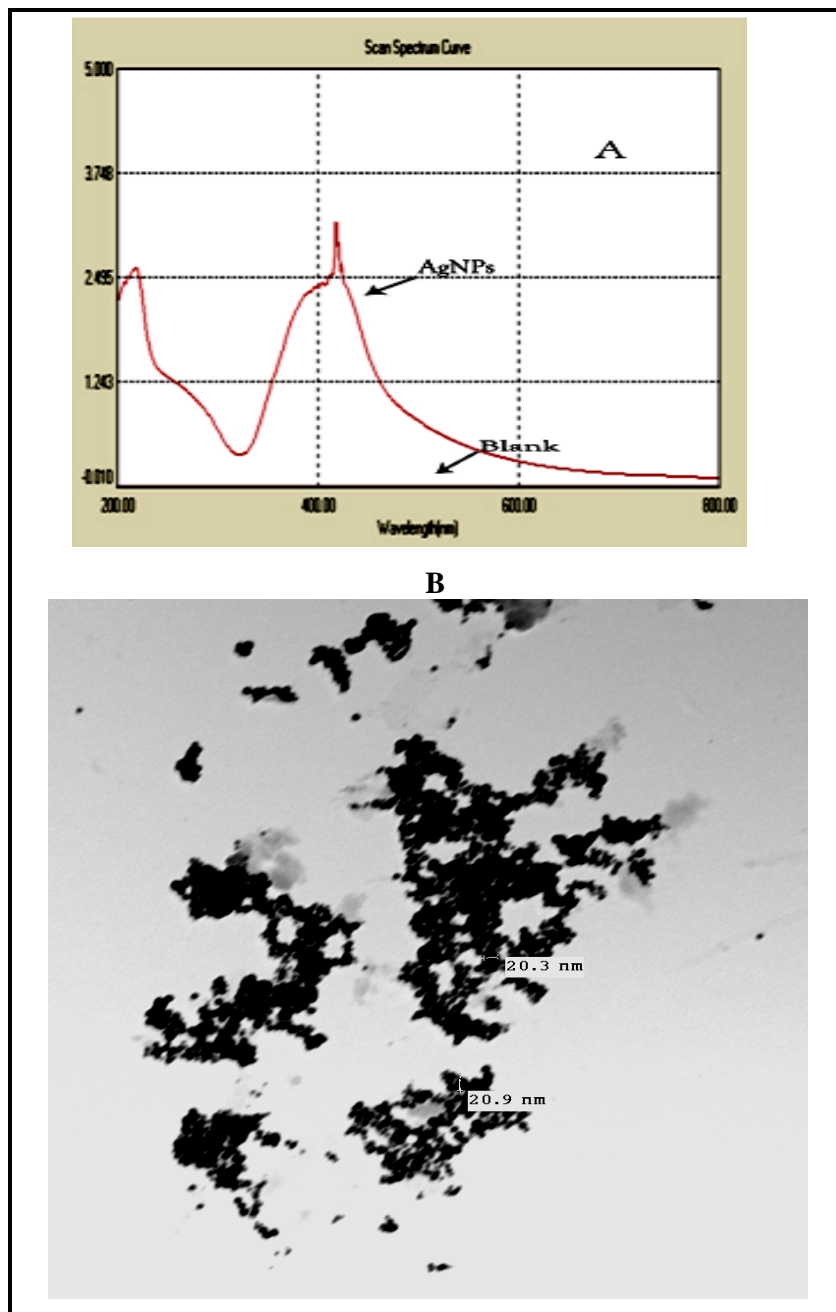 Scan Spectrum Curve
5.000
A
3.748
2.495
AgNPs
1.243
Blank
-0.010
200.00 400.00 600.00 800.00
Wavelength(nm)
B
20.3 nm
20.9 nm